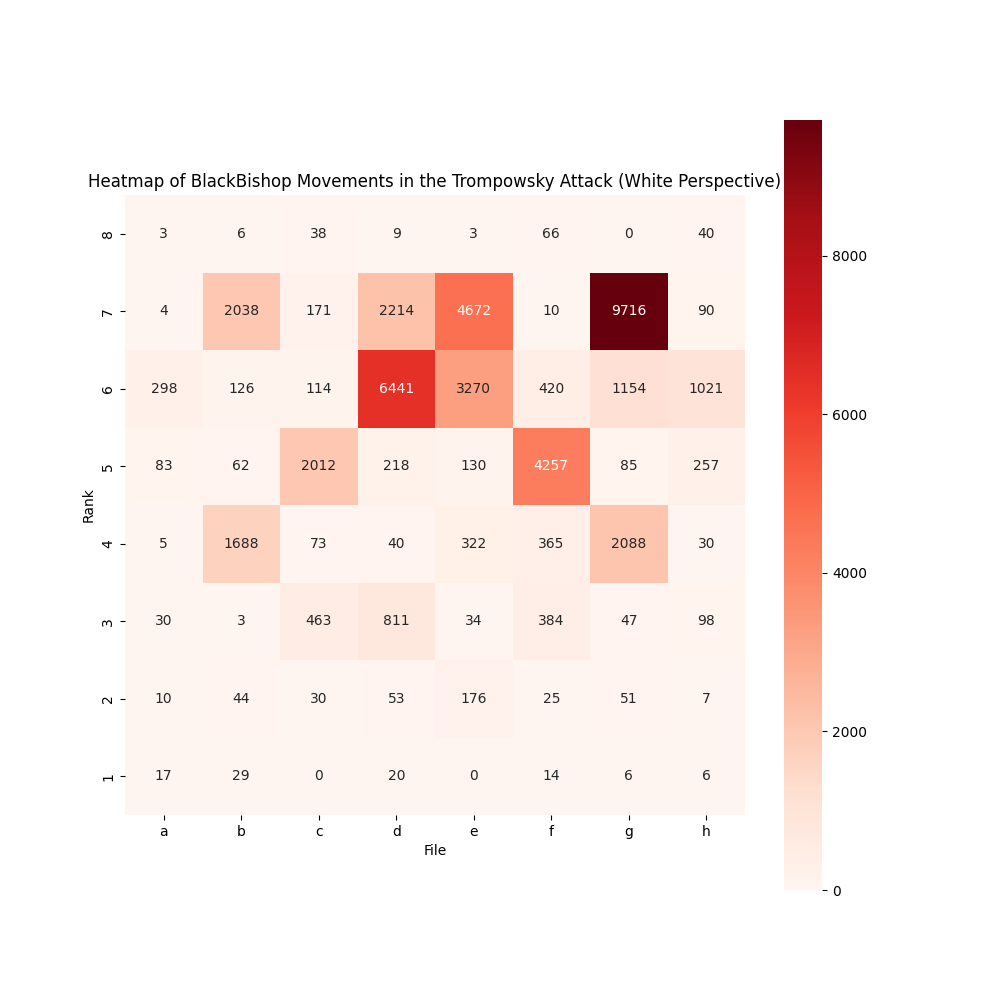 Heatmap of BlackBishop Movements in the Trompowsky Attack (White Perspective)
8 3 6 38 9 3 66 0 40
7 4 2038 171 2214 4672 10 9716 90
6 298 126 114 6441 3270 420 1154 1021
5 83 62 2012 218 130 4257 85 257
4 5 1688 73 40 322 365 2088 30
3 30 3 463 811 34 384 47 98
2 10 44 30 53 176 25 51 7
1 17 29 0 20 0 14 6 6
a b c d e f g h
File
Rank
8000
6000
4000
2000
0